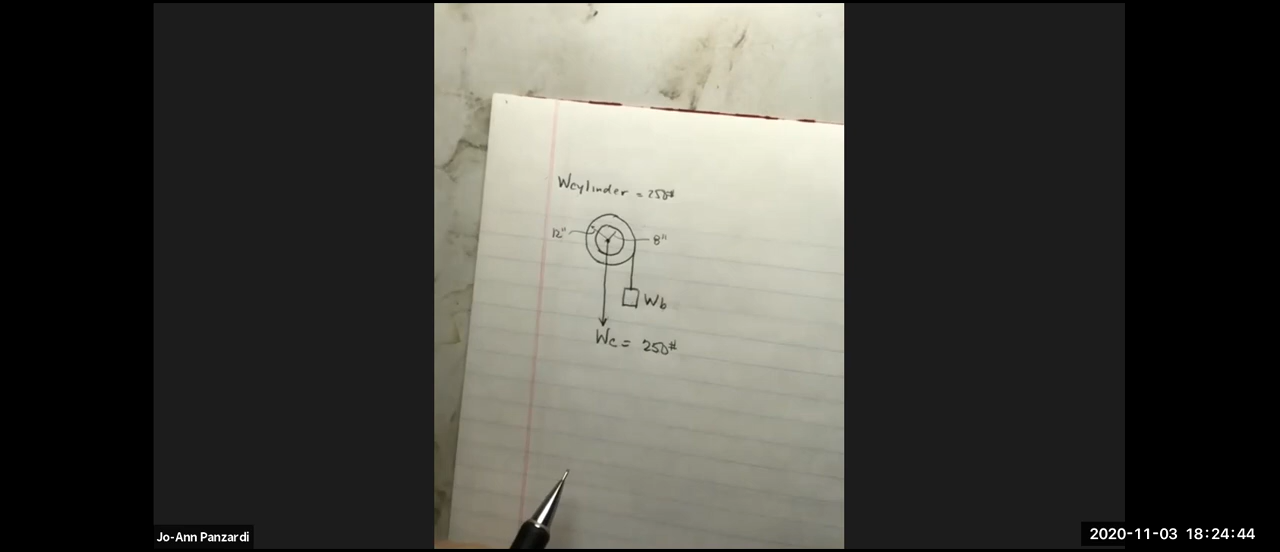 Wcylinder = 250#
12"
8"
Wb
Wc = 250#
Jo-Ann Panzardi
2020-11-03 18:24:44